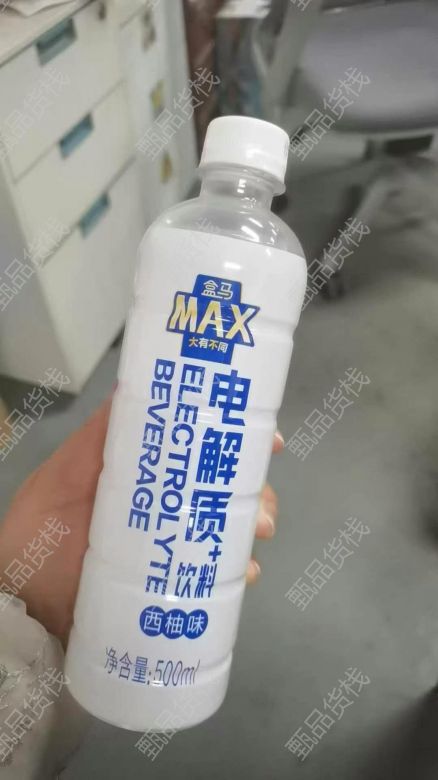 盒马
MAX
大有不同
电解质+饮料
ELECTROLYTE
BEVERAGE
西柚味
净含量:500ml
甄品货栈